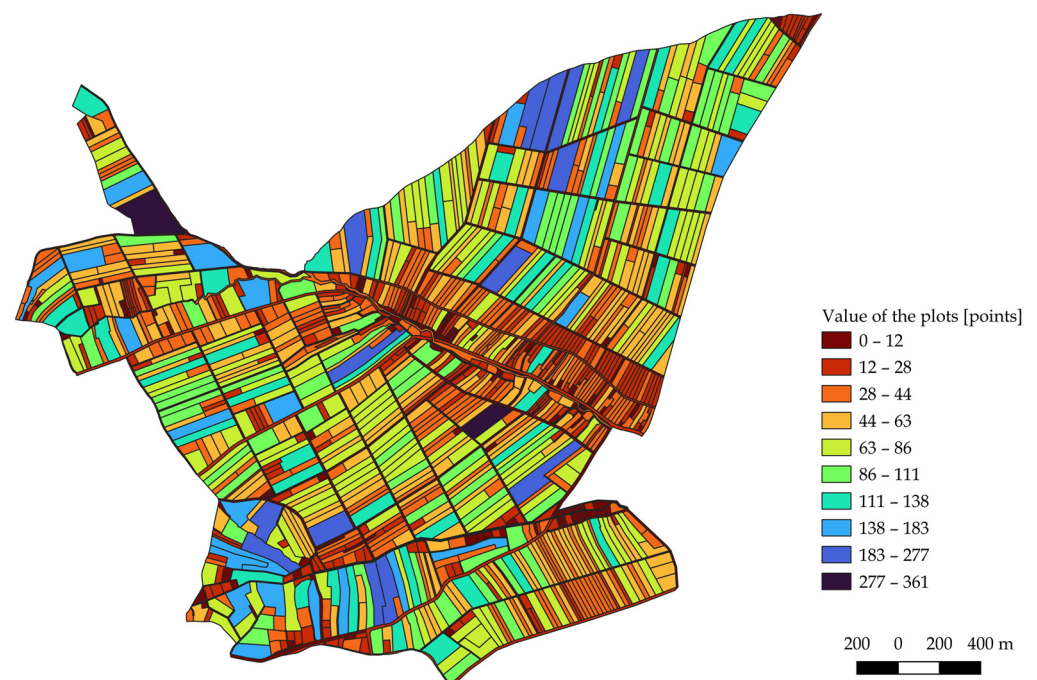 Value of the plots [points]
0 – 12
12 – 28
28 – 44
44 – 63
63 – 86
86 – 111
111 – 138
138 – 183
183 – 277
277 – 361
200 0 200 400 m